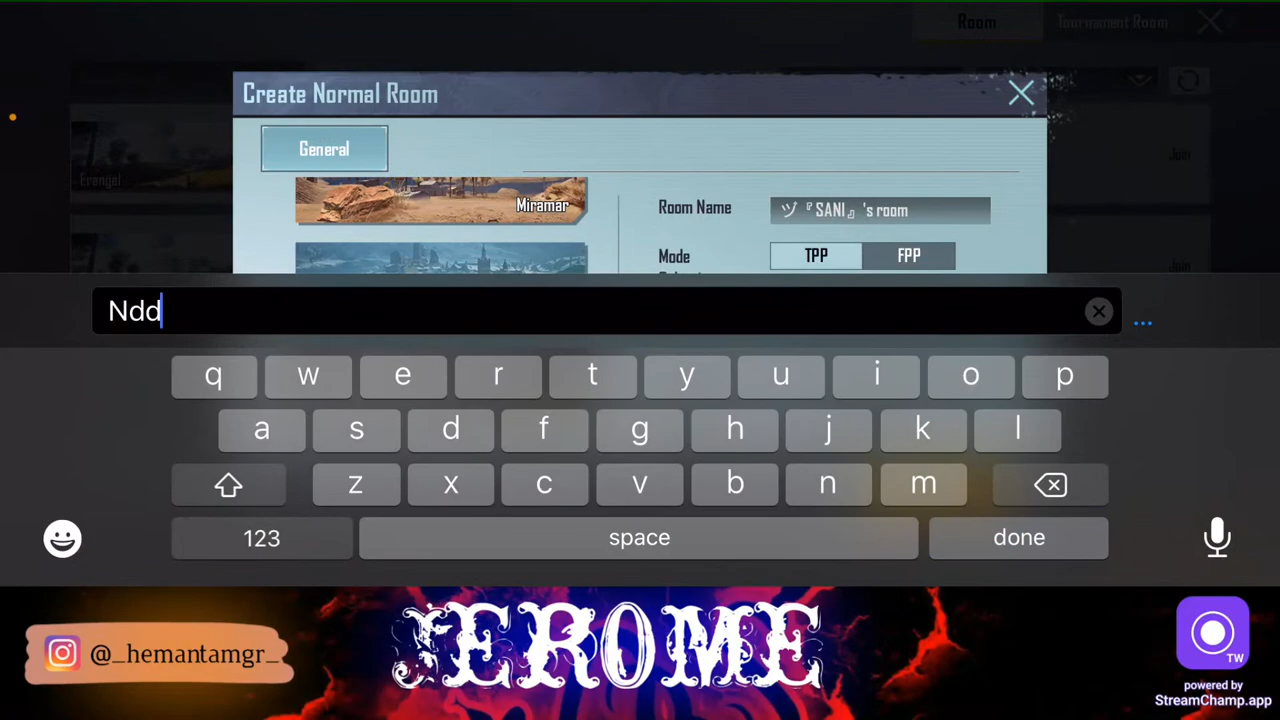 Room
Tournament Room
Create Normal Room
General
Erangel
Miramar
Room Name
ヅ『SANI』 's room
Join
Mode
TPP
FPP
Join
Ndd
...
q w e r t y u i o p
a s d f g h j k l
z x c v b n m
123
space
done
@_hemantamgr_
JEROME
TW
powered by
StreamChamp.app